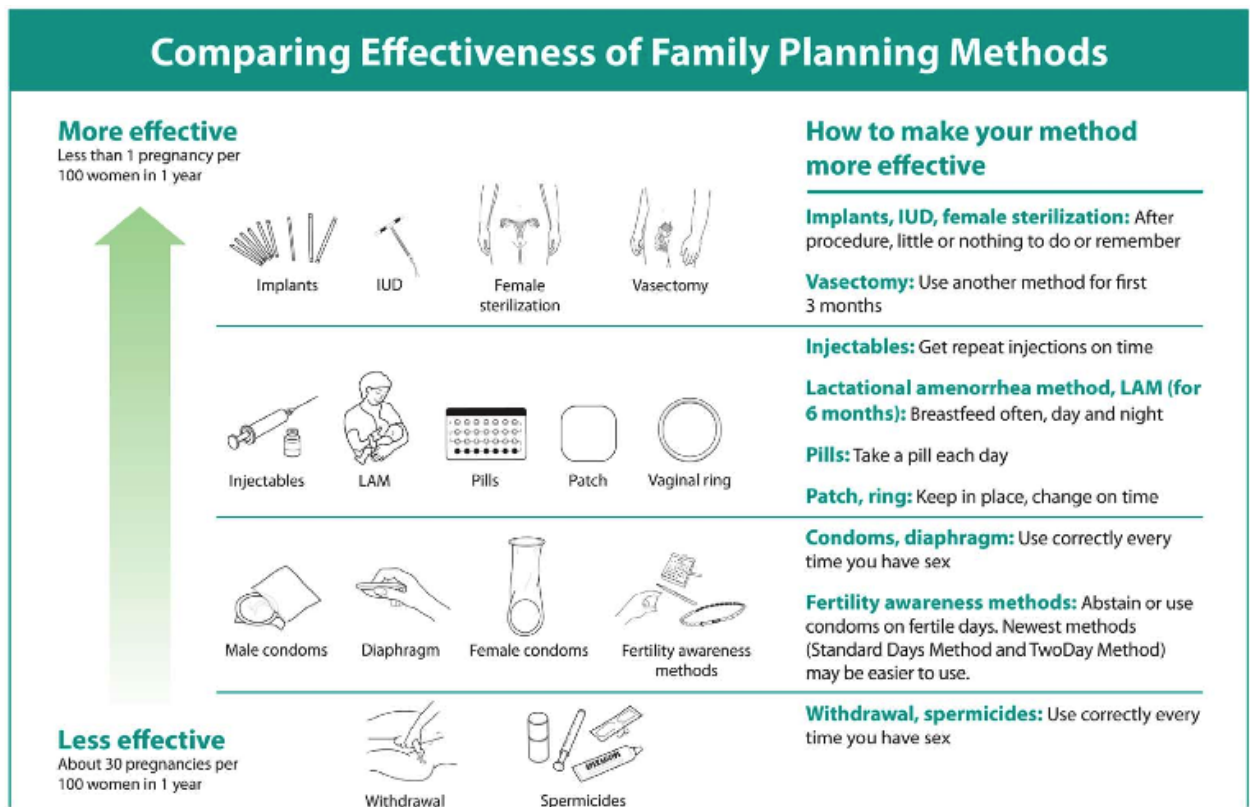 Comparing Effectiveness of Family Planning Methods
More effective
Less than 1 pregnancy per
100 women in 1 year
Implants
IUD
Female
sterilization
Vasectomy
Injectables
LAM
Pills
Patch
Vaginal ring
Male condoms
Diaphragm
Female condoms
Fertility awareness
methods
Withdrawal
Spermicides
Less effective
About 30 pregnancies per
100 women in 1 year
How to make your method
more effective
Implants, IUD, female sterilization: After
procedure, little or nothing to do or remember
Vasectomy: Use another method for first
3 months
Injectables: Get repeat injections on time
Lactational amenorrhea method, LAM (for
6 months): Breastfeed often, day and night
Pills: Take a pill each day
Patch, ring: Keep in place, change on time
Condoms, diaphragm: Use correctly every
time you have sex
Fertility awareness methods: Abstain or use
condoms on fertile days. Newest methods
(Standard Days Method and TwoDay Method)
may be easier to use.
Withdrawal, spermicides: Use correctly every
time you have sex